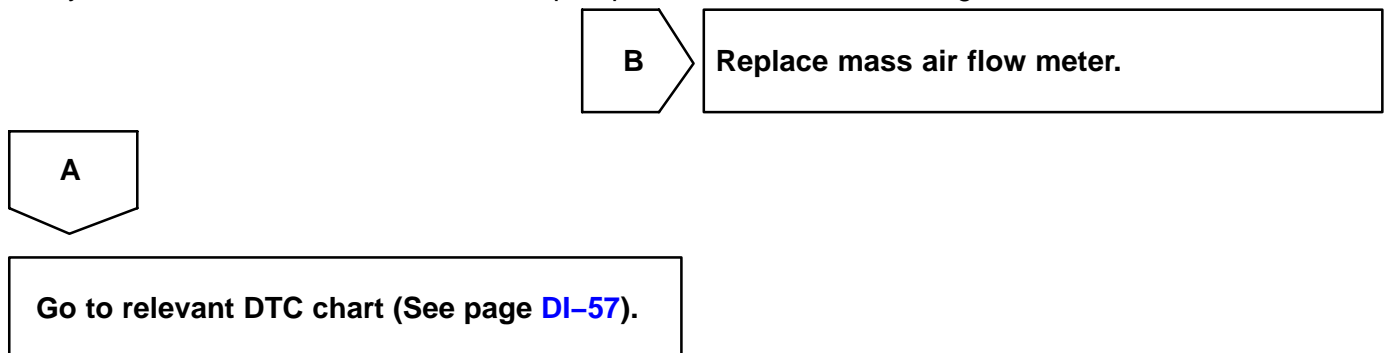 B
Replace mass air flow meter.
A
Go to relevant DTC chart (See page DI–57).